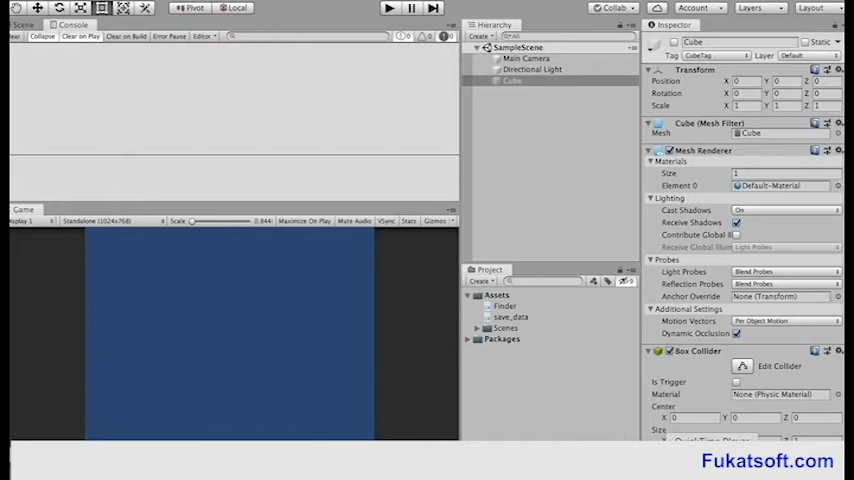 Pivot Local Collab Account Layers Layout
Scene Console Hierarchy Inspector
Clear on Play Clear on Build Error Pause Editor
Collapse
0 0 0
Create All
SampleScene
Main Camera
Directional Light
Cube
Cube Static
Tag CubeTag Layer Default
Transform
Position X 0 Y 0 Z 0
Rotation X 0 Y 0 Z 0
Scale X 1 Y 1 Z 1
Cube (Mesh Filter)
Mesh Cube
Mesh Renderer
Materials
Size 1
Element 0 Default-Material
Lighting
Cast Shadows On
Receive Shadows
Contribute Global Il
Receive Global Illum Light Probes
Probes
Light Probes Blend Probes
Reflection Probes Blend Probes
Anchor Override None (Transform)
Additional Settings
Motion Vectors Per Object Motion
Dynamic Occlusion
Box Collider
Edit Collider
Is Trigger
Material None (Physic Material)
Center
X 0 Y 0 Z 0
Size
Game
Standalone (1024x768) Scale 0.844 Maximize On Play Mute Audio VSync Stats Gizmos
Project
Create 9
Assets
Finder
save_data
Scenes
Packages
Fukatsoft.com